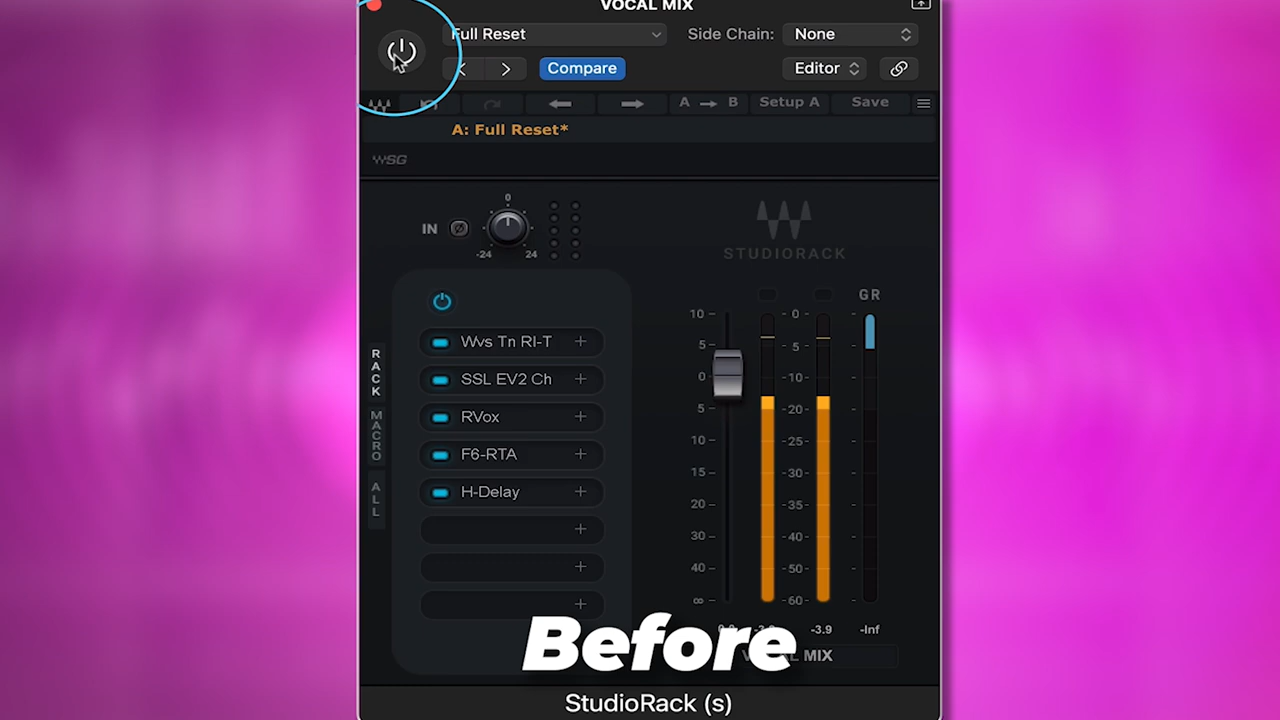 VOCAL MIX
Full Reset
Side Chain: None
Compare
Editor
A B Setup A Save
A: Full Reset*
WSG
IN
0
-24 24
STUDIORACK
GR
RACK
MACRO
ALL
Wvs Tn RI-T +
SSL EV2 Ch +
RVox +
F6-RTA +
H-Delay +
+
+
+
10
5
0
5
10
15
20
30
40
∞
0
5
10
20
25
30
35
40
50
60
-3.9 -Inf
Before
MIX
StudioRack (s)